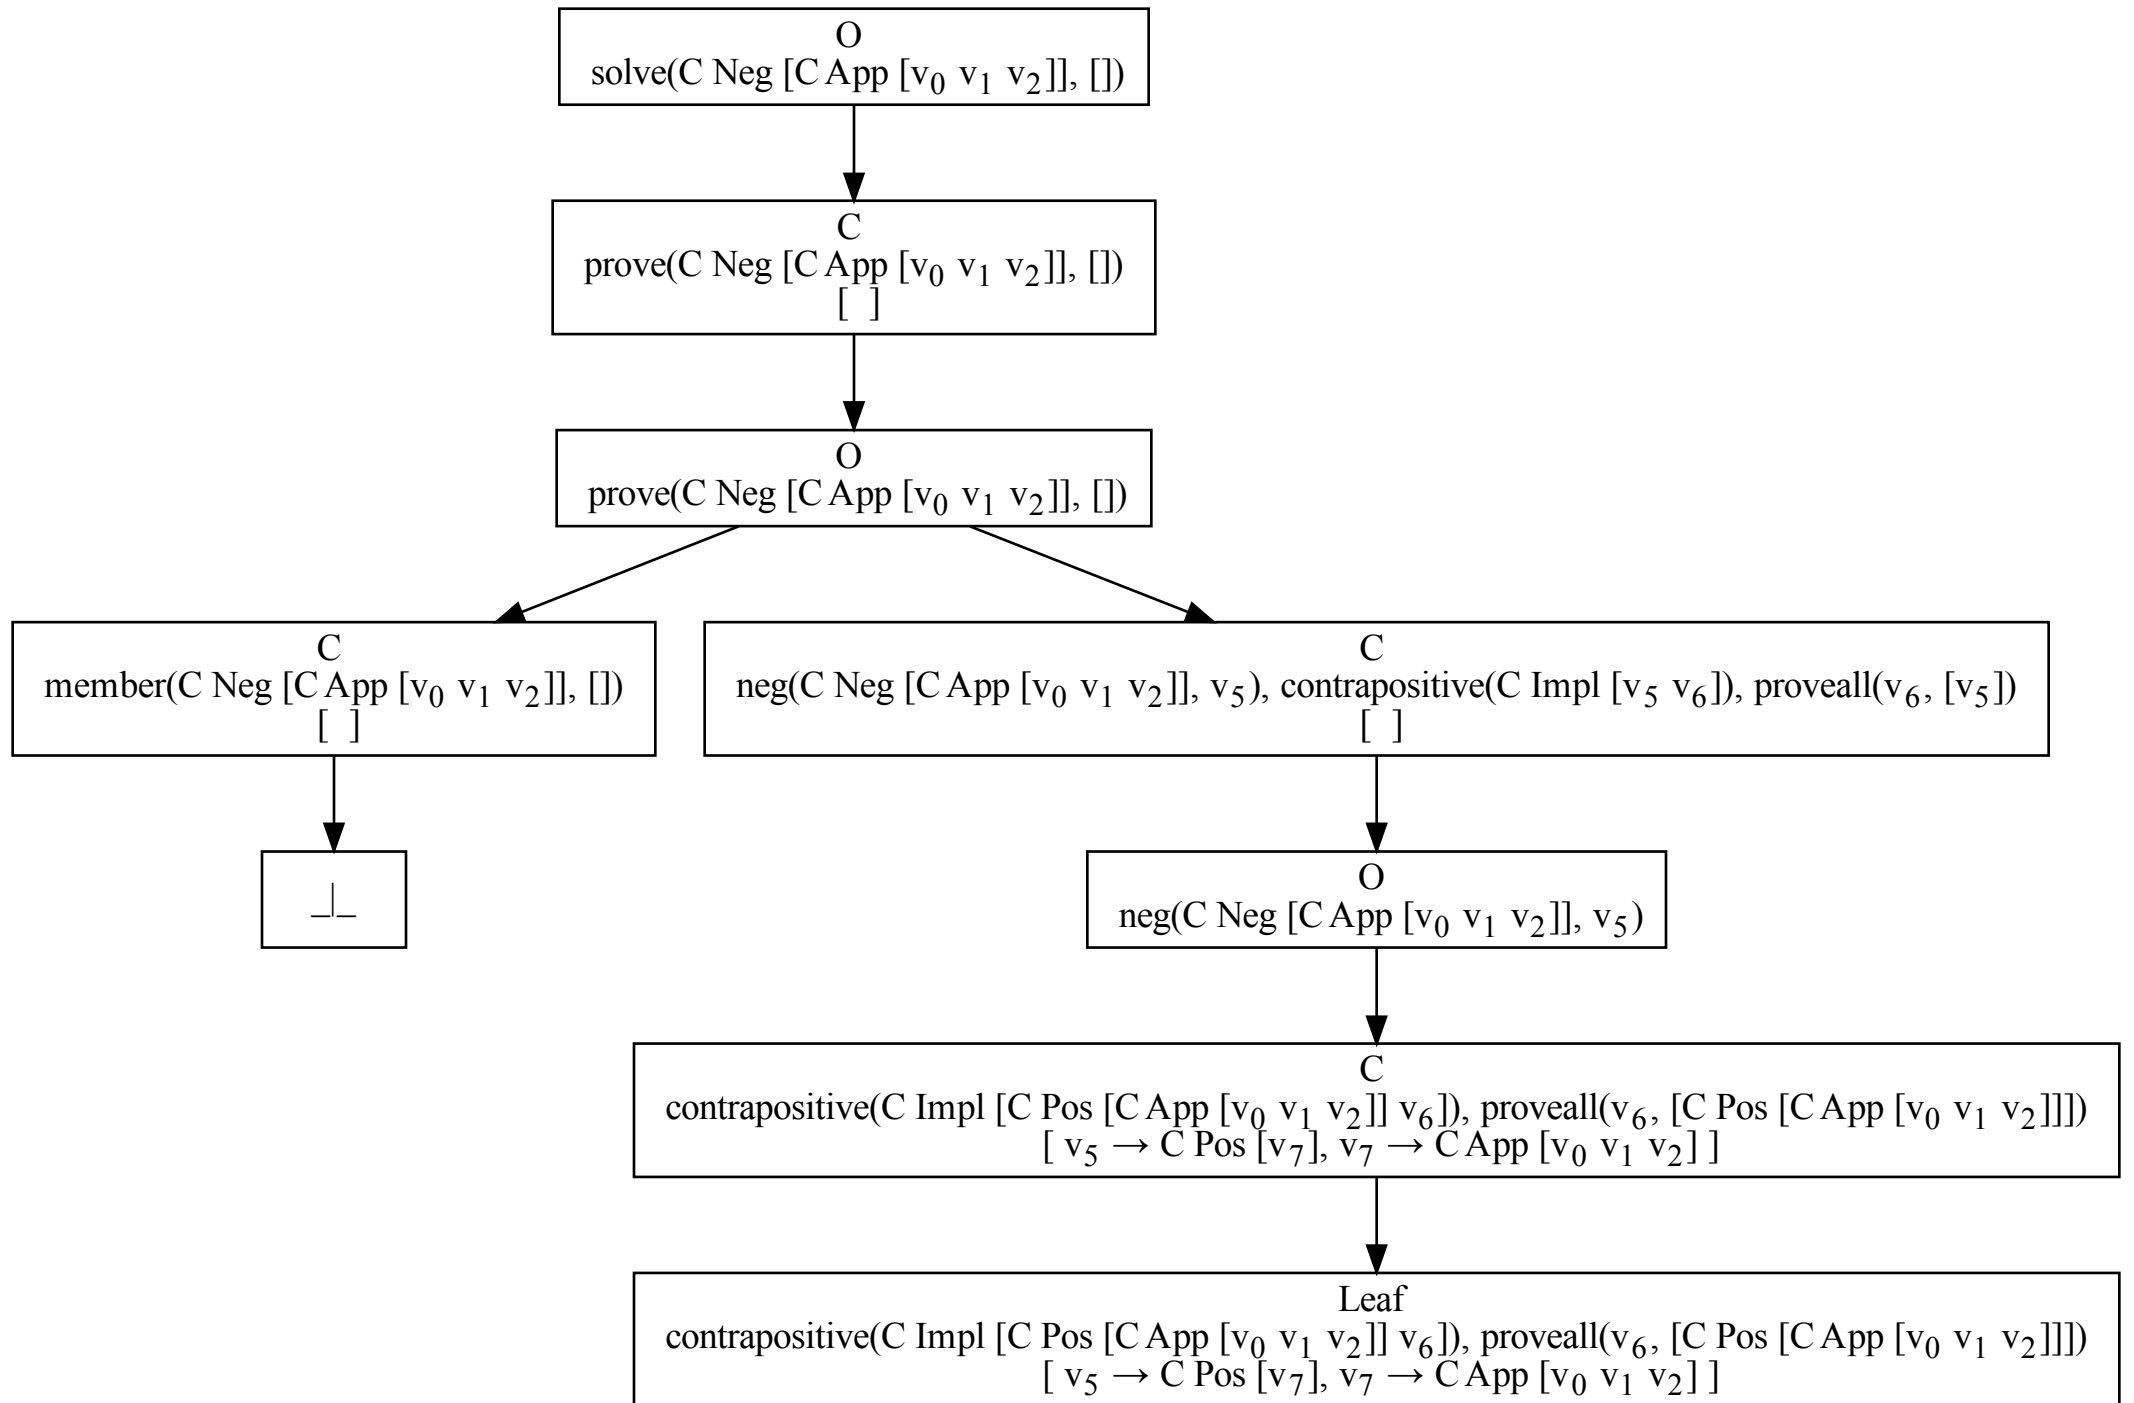 O
solve(C Neg [C App [v₀ v₁ v₂]], [])
C
prove(C Neg [C App [v₀ v₁ v₂]], [])
[ ]
O
prove(C Neg [C App [v₀ v₁ v₂]], [])
C
member(C Neg [C App [v₀ v₁ v₂]], [])
[ ]
C
neg(C Neg [C App [v₀ v₁ v₂]], v₅), contrapositive(C Impl [v₅ v₆]), proveall(v₆, [v₅])
[ ]
_|_
O
neg(C Neg [C App [v₀ v₁ v₂]], v₅)
C
contrapositive(C Impl [C Pos [C App [v₀ v₁ v₂]] v₆]), proveall(v₆, [C Pos [C App [v₀ v₁ v₂]]])
[ v₅ → C Pos [v₇], v₇ → C App [v₀ v₁ v₂] ]
Leaf
contrapositive(C Impl [C Pos [C App [v₀ v₁ v₂]] v₆]), proveall(v₆, [C Pos [C App [v₀ v₁ v₂]]])
[ v₅ → C Pos [v₇], v₇ → C App [v₀ v₁ v₂] ]